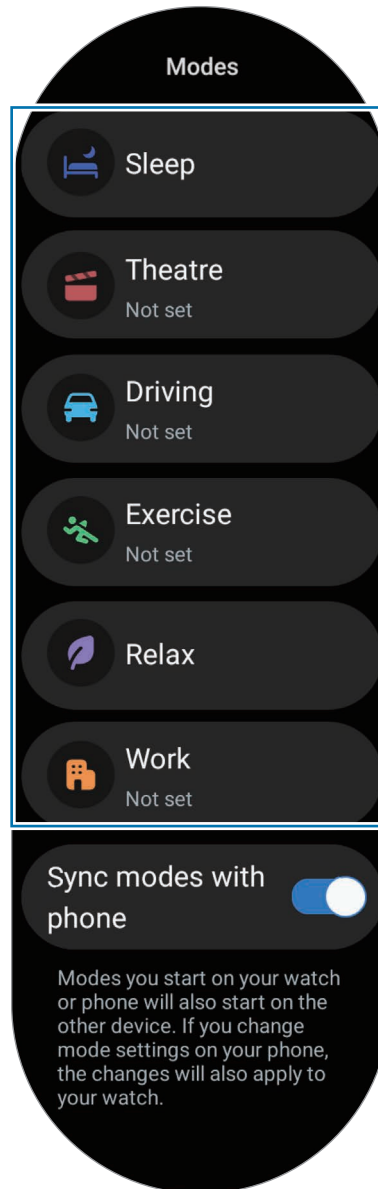 Modes
Sleep
Theatre
Not set
Driving
Not set
Exercise
Not set
Relax
Work
Not set
Sync modes with
phone
Modes you start on your watch
or phone will also start on the
other device. If you change
mode settings on your phone,
the changes will also apply to
your watch.